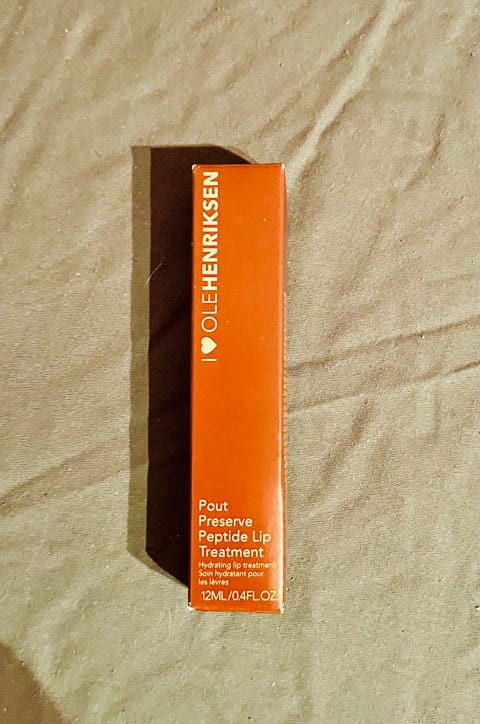 I ♥ OLEHENRIKSEN
Pout
Preserve
Peptide Lip
Treatment
Hydrating lip treatment
Soin hydratant pour
les lèvres
12ML/0.4FL.OZ.